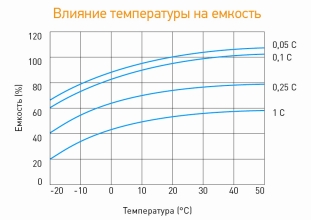 Влияние температуры на емкость
120
100
80
60
40
20
0
Емкость (%)
0,05 С
0,1 С
0,25 С
1 С
-20 -10 0 10 20 30 40 50
Температура (°С)